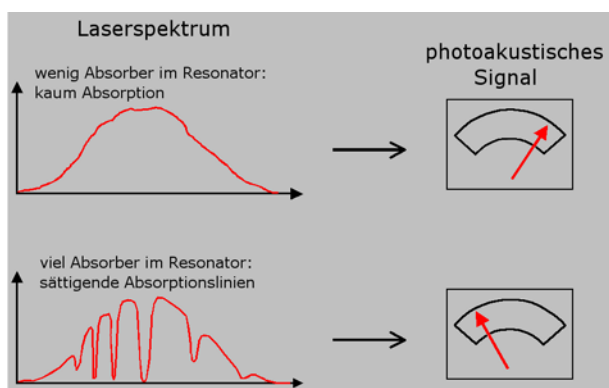 Laserspektrum
wenig Absorber im Resonator:
kaum Absorption
photoakustisches
Signal
viel Absorber im Resonator:
sättigende Absorptionslinien